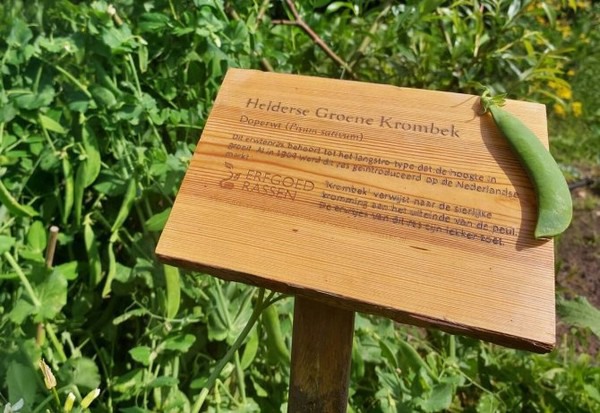 Helderse Groene Krombek
Doperwt (Pisum sativum)
Dit erwtenras behoort tot het langstro type dat de hoogte in
groeit. Al in 1904 werd dit ras geïntroduceerd op de Nederlandse
markt.
ERFGOED
RASSEN
'Krombek' verwijst naar de sierlijke
kromming aan het uiteinde van de peul.
De erwtjes van dit ras zijn lekker zoet.